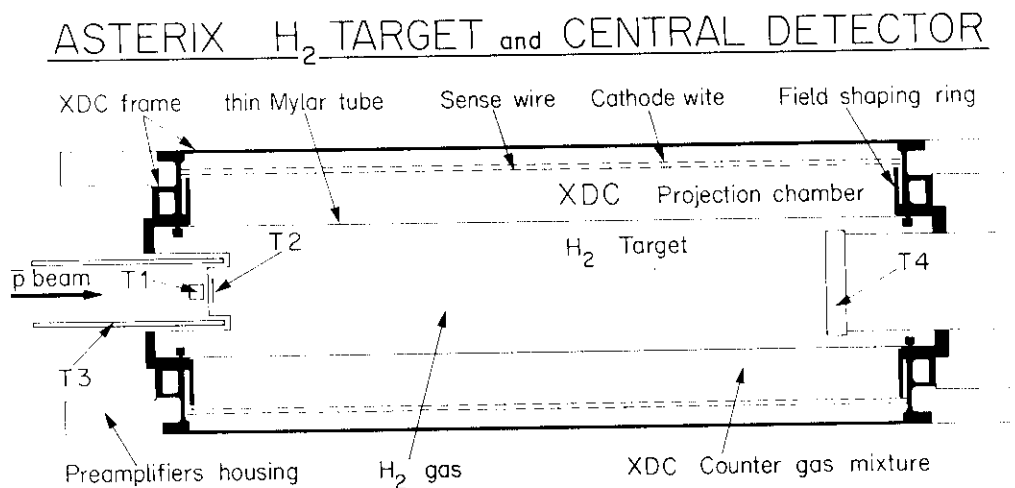 ASTERIX H2 TARGET and CENTRAL DETECTOR
XDC frame thin Mylar tube Sense wire Cathode wite Field shaping ring
XDC Projection chamber
H2 Target
T2
T4
p̅ beam
T1
T3
Preamplifiers housing H2 gas XDC Counter gas mixture